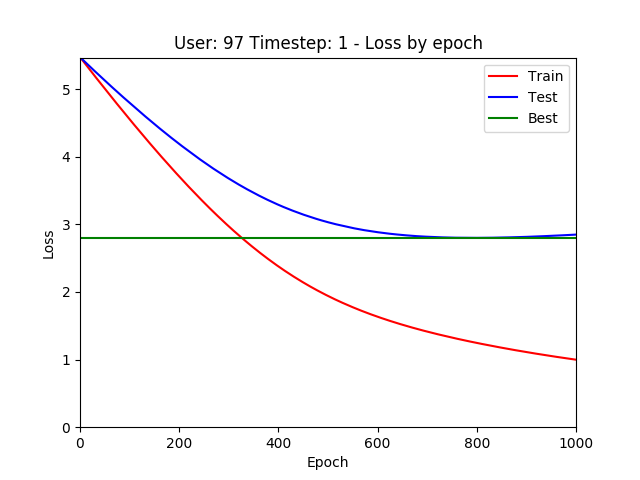 User: 97 Timestep: 1 - Loss by epoch
Train
Test
Best
5
4
3
2
1
0
Loss
0 200 400 600 800 1000
Epoch